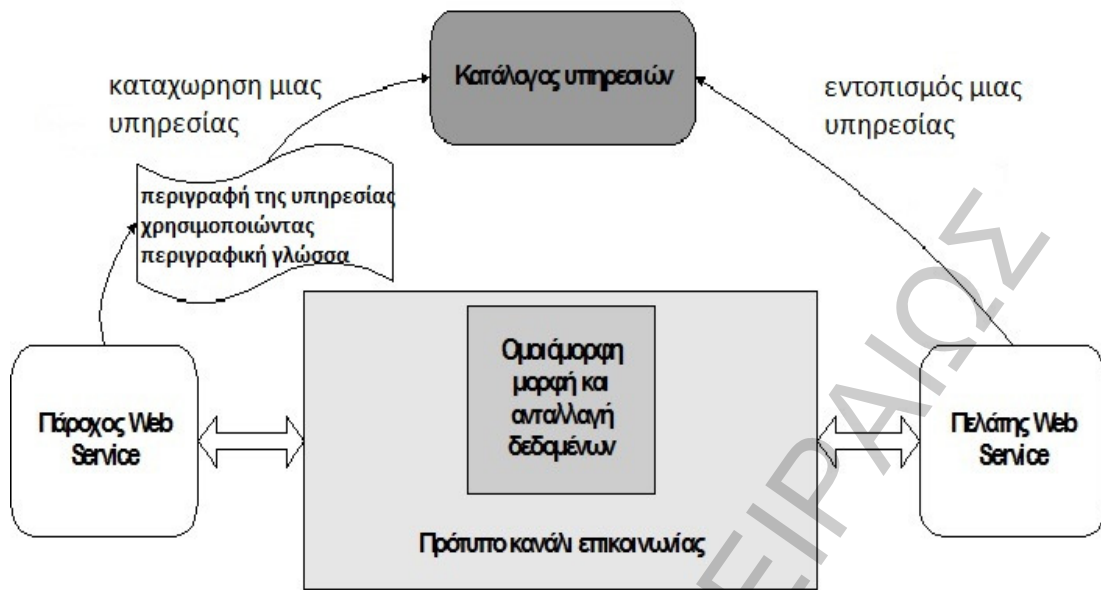 Κατάλογος υπηρεσιών
καταχωρηση μιας
υπηρεσίας
εντοπισμός μιας
υπηρεσίας
περιγραφή της υπηρεσίας
χρησιμοποιώντας
περιγραφική γλώσσα
Πάροχος Web
Service
Ομοιόμορφη
μορφή και
ανταλλαγή
δεδομένων
Πρότυπο κανάλι επικοινωνίας
Πελάτης Web
Service
ΕΙΡΑΙΩΣ